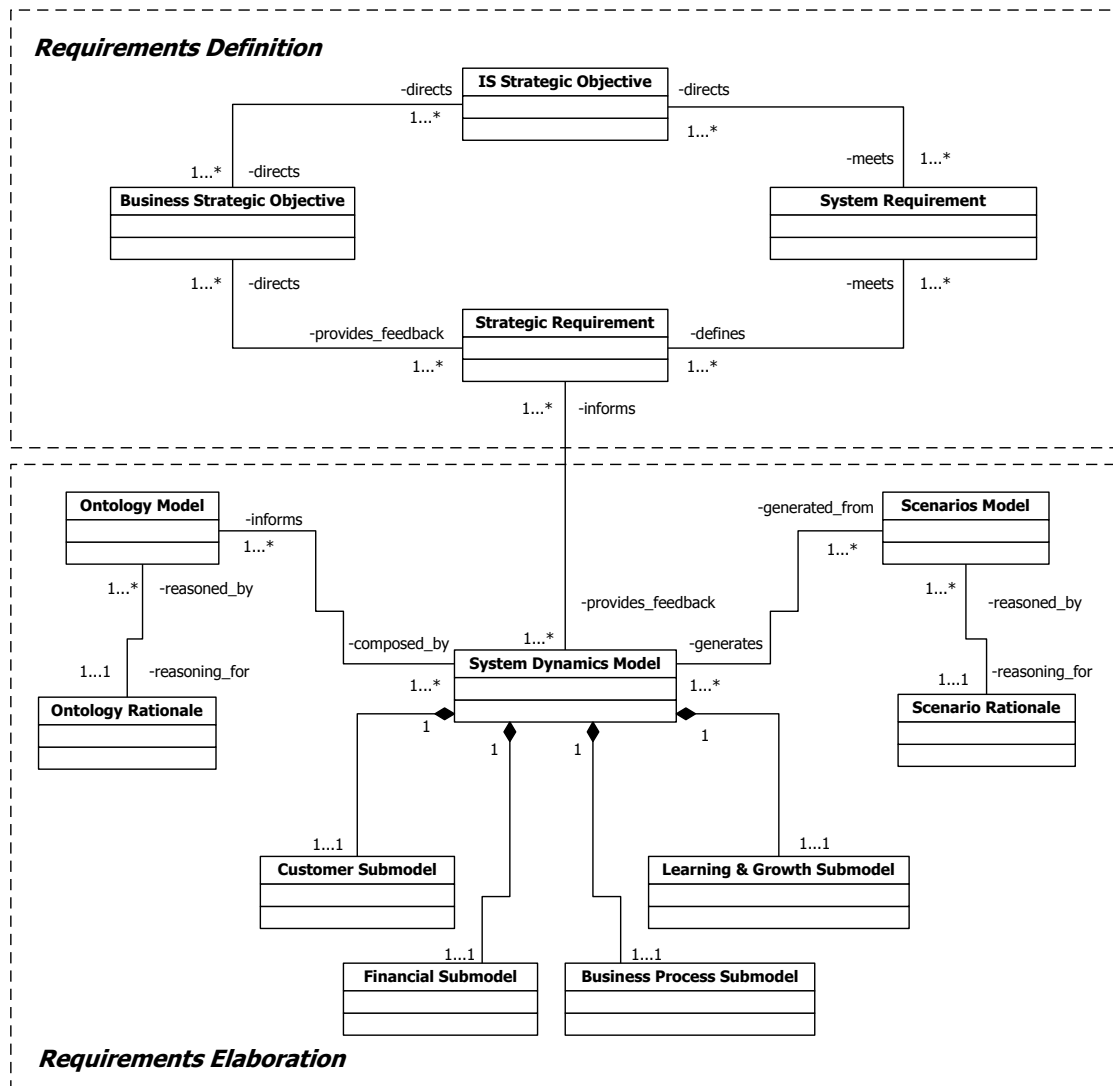 Requirements Definition
IS Strategic Objective
-directs
-directs
1...*
1...*
1...*
-directs
-meets
1...*
Business Strategic Objective
System Requirement
1...*
-directs
-meets
1...*
Strategic Requirement
-provides_feedback
-defines
1...*
1...*
1...*
-informs
Ontology Model
Scenarios Model
-informs
-generated_from
1...*
1...*
1...*
-reasoned_by
1...*
-reasoned_by
-provides_feedback
1...*
-composed_by
-generates
System Dynamics Model
1...1
-reasoning_for
1...*
1...*
1...1
-reasoning_for
Ontology Rationale
Scenario Rationale
1
1
1
1
1...1
1...1
Customer Submodel
Learning & Growth Submodel
1...1
1...1
Financial Submodel
Business Process Submodel
Requirements Elaboration